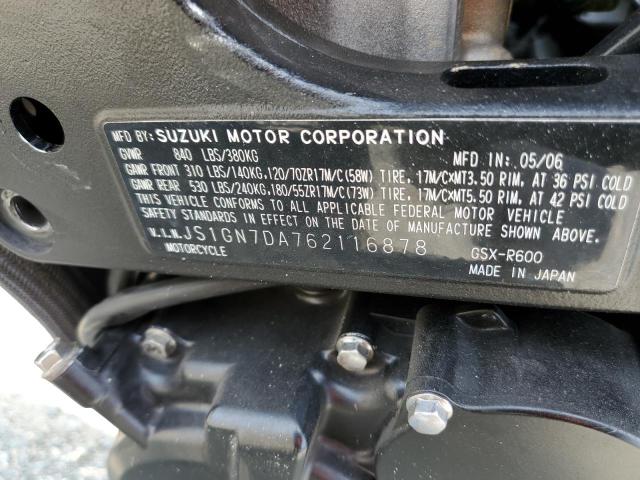 MFD BY: SUZUKI MOTOR CORPORATION
GVWR 840 LBS/380KG MFD IN: 05/06
GAWR FRONT 310 LBS/140KG,120/70ZR17M/C(58W) TIRE, 17M/CXMT3.50 RIM, AT 36 PSI COLD
GAWR REAR 530 LBS/240KG,180/55ZR17M/C(73W) TIRE, 17M/CXMT5.50 RIM, AT 42 PSI COLD
THIS VEHICLE CONFORMS TO ALL APPLICABLE FEDERAL MOTOR VEHICLE
SAFETY STANDARDS IN EFFECT ON THE DATE OF MANUFACTURE SHOWN ABOVE.
V.I.N. JS1GN7DA762116878 GSX-R600
MOTORCYCLE MADE IN JAPAN